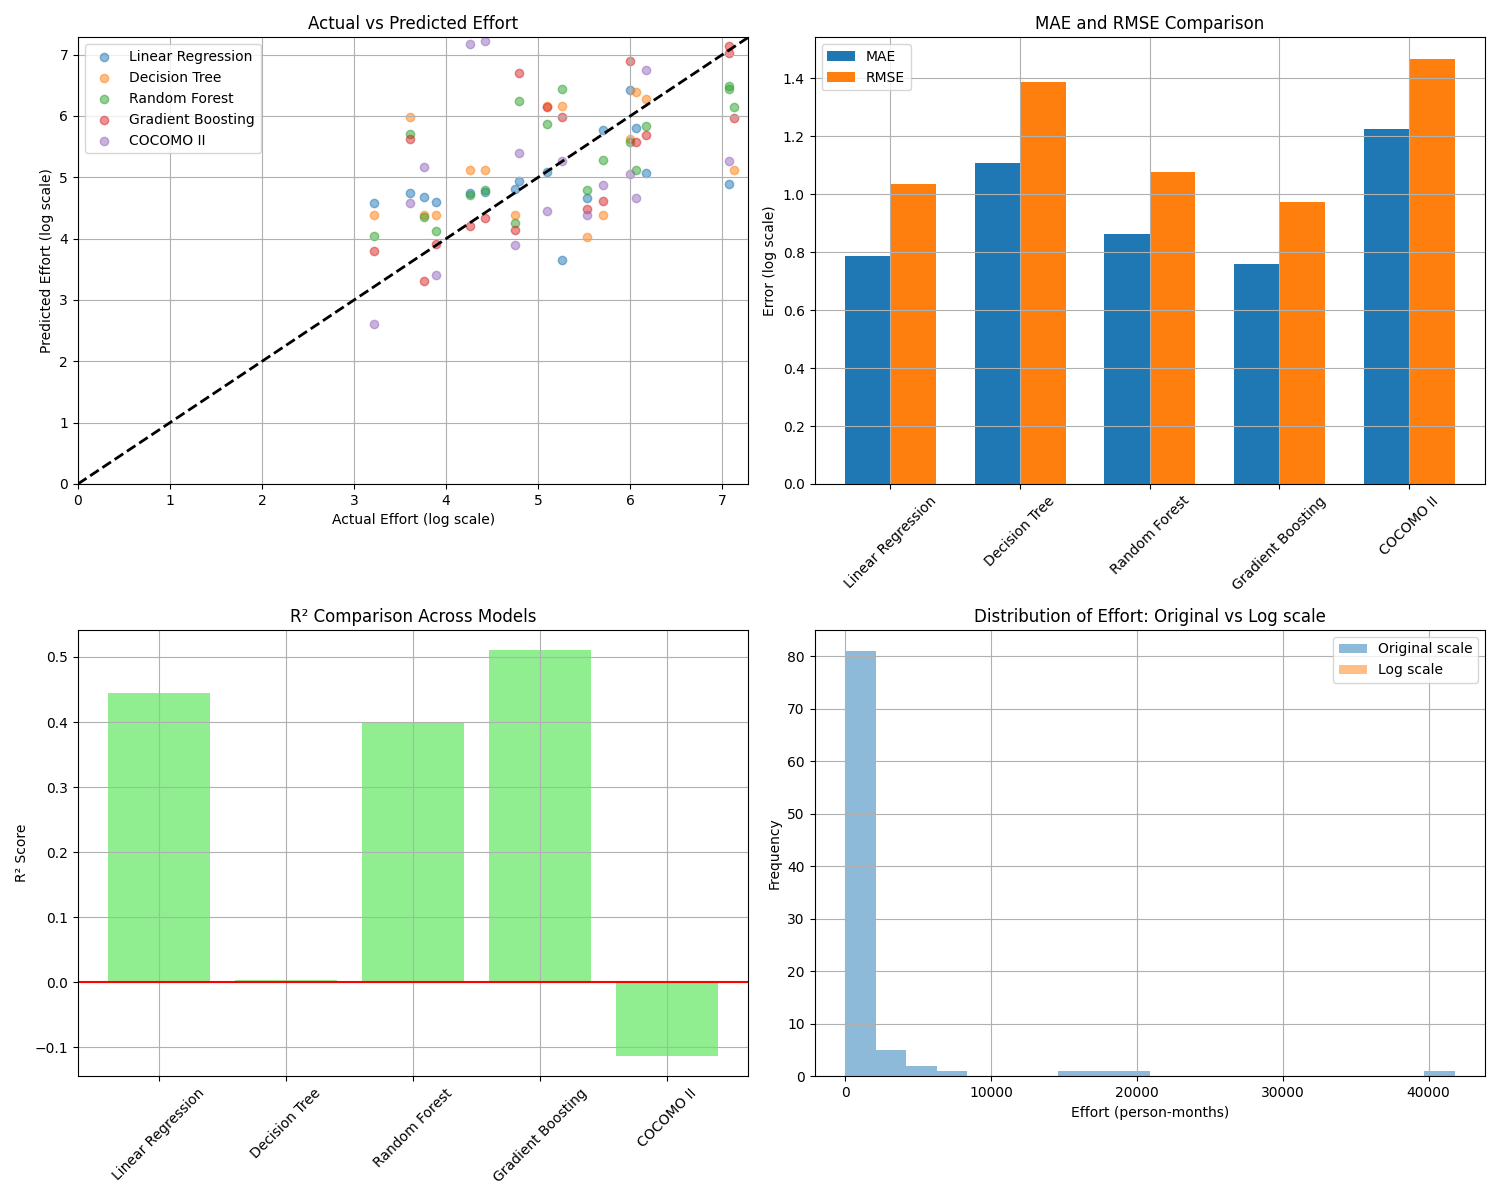 Actual vs Predicted Effort
Linear Regression
Decision Tree
Random Forest
Gradient Boosting
COCOMO II
Predicted Effort (log scale)
7
6
5
4
3
2
1
0
0 1 2 3 4 5 6 7
Actual Effort (log scale)
MAE and RMSE Comparison
MAE
RMSE
Error (log scale)
1.4
1.2
1.0
0.8
0.6
0.4
0.2
0.0
Linear Regression
Decision Tree
Random Forest
Gradient Boosting
COCOMO II
R² Comparison Across Models
R² Score
0.5
0.4
0.3
0.2
0.1
0.0
−0.1
Linear Regression
Decision Tree
Random Forest
Gradient Boosting
COCOMO II
Distribution of Effort: Original vs Log scale
Original scale
Log scale
Frequency
80
70
60
50
40
30
20
10
0
0 10000 20000 30000 40000
Effort (person-months)